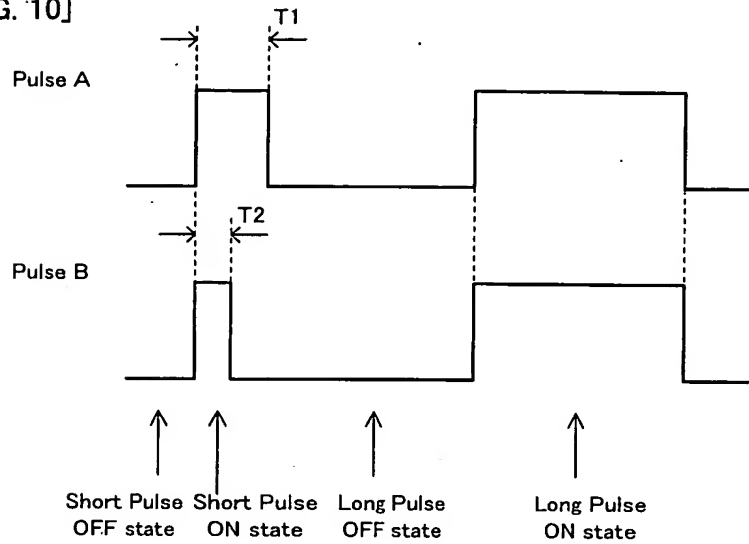 G. 10]
T1
Pulse A
T2
Pulse B
Short Pulse
OFF state
Short Pulse
ON state
Long Pulse
OFF state
Long Pulse
ON state